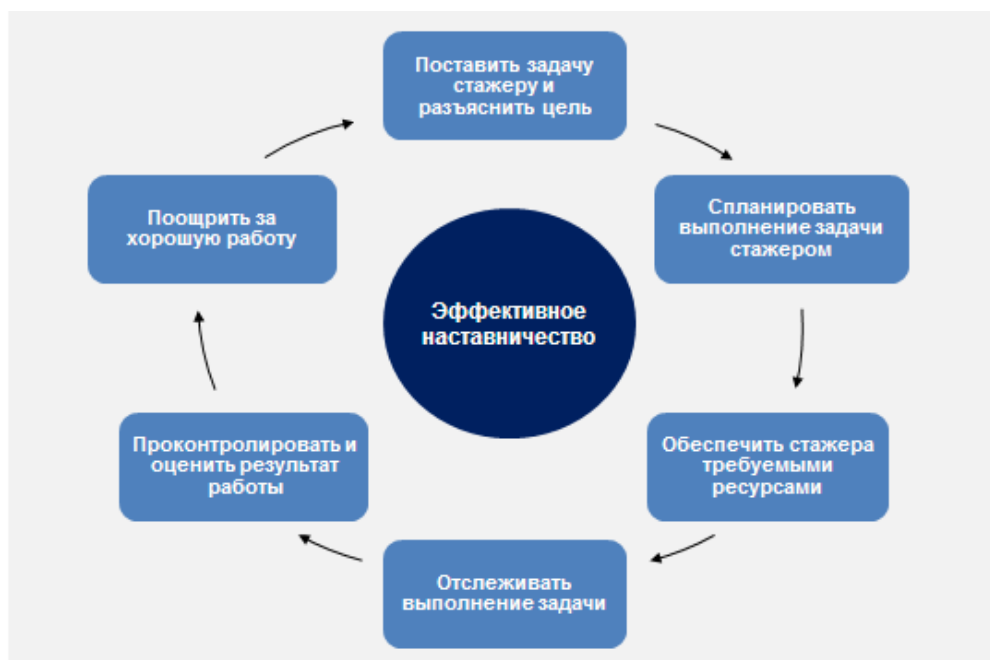 Поставить задачу
стажеру и
разъяснить цель
Спланировать
выполнение задачи
стажером
Обеспечить стажера
требуемыми
ресурсами
Отслеживать
выполнение задачи
Проконтролировать и
оценить результат
работы
Поощрить за
хорошую работу
Эффективное
наставничество